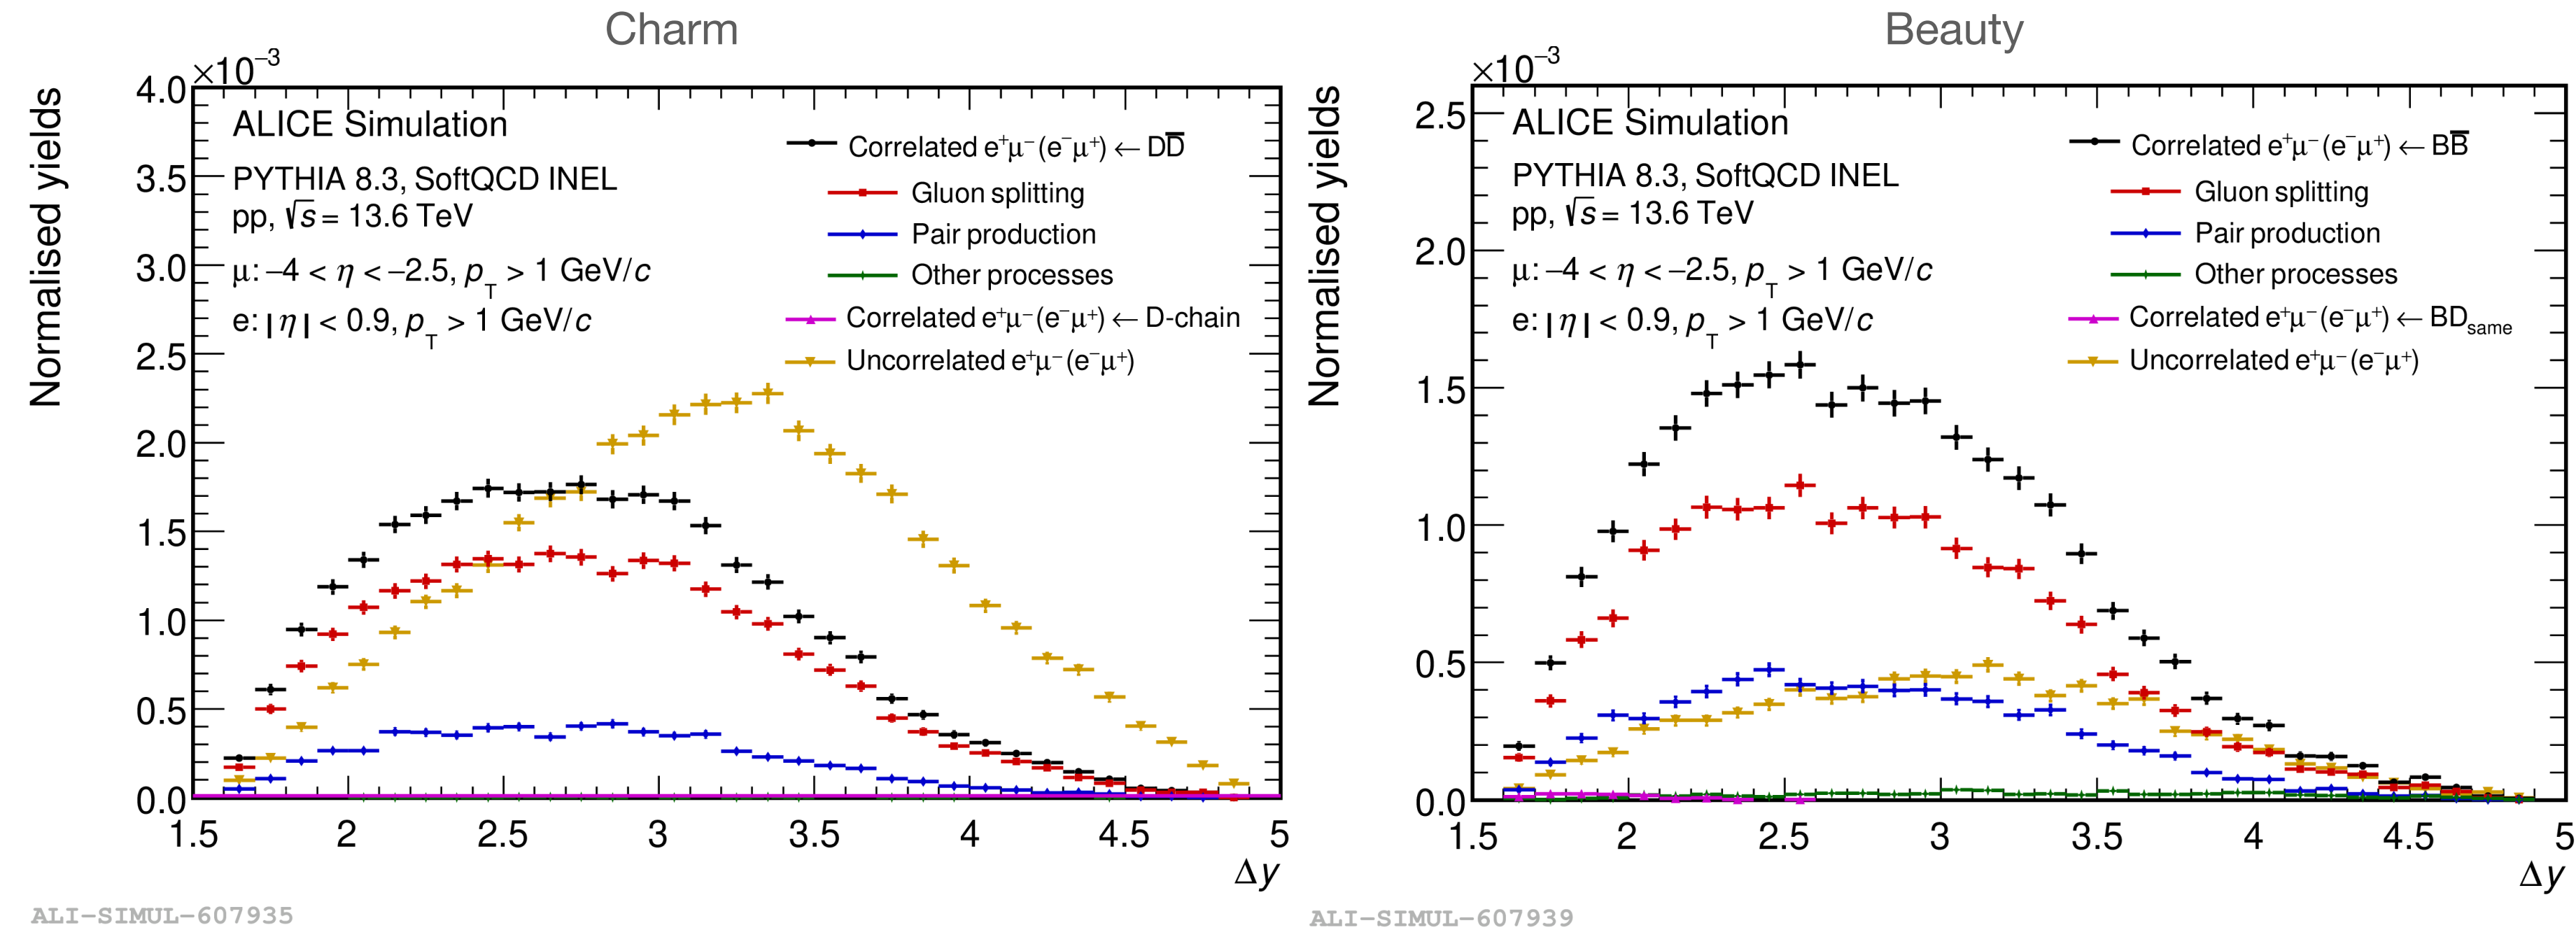 Charm
×10⁻³
4.0
3.5
3.0
2.5
2.0
1.5
1.0
0.5
0.0
Normalised yields
ALICE Simulation
PYTHIA 8.3, SoftQCD INEL
pp, √s = 13.6 TeV
μ: −4 < η < −2.5, p_T > 1 GeV/c
e: |η| < 0.9, p_T > 1 GeV/c
Correlated e⁺μ⁻(e⁻μ⁺) ← DD̅
Gluon splitting
Pair production
Other processes
Correlated e⁺μ⁻(e⁻μ⁺) ← D-chain
Uncorrelated e⁺μ⁻(e⁻μ⁺)
1.5 2 2.5 3 3.5 4 4.5 5
Δy
ALI−SIMUL−607935
Beauty
×10⁻³
2.5
2.0
1.5
1.0
0.5
0.0
Normalised yields
ALICE Simulation
PYTHIA 8.3, SoftQCD INEL
pp, √s = 13.6 TeV
μ: −4 < η < −2.5, p_T > 1 GeV/c
e: |η| < 0.9, p_T > 1 GeV/c
Correlated e⁺μ⁻(e⁻μ⁺) ← BB̅
Gluon splitting
Pair production
Other processes
Correlated e⁺μ⁻(e⁻μ⁺) ← BD_same
Uncorrelated e⁺μ⁻(e⁻μ⁺)
1.5 2 2.5 3 3.5 4 4.5 5
Δy
ALI−SIMUL−607939